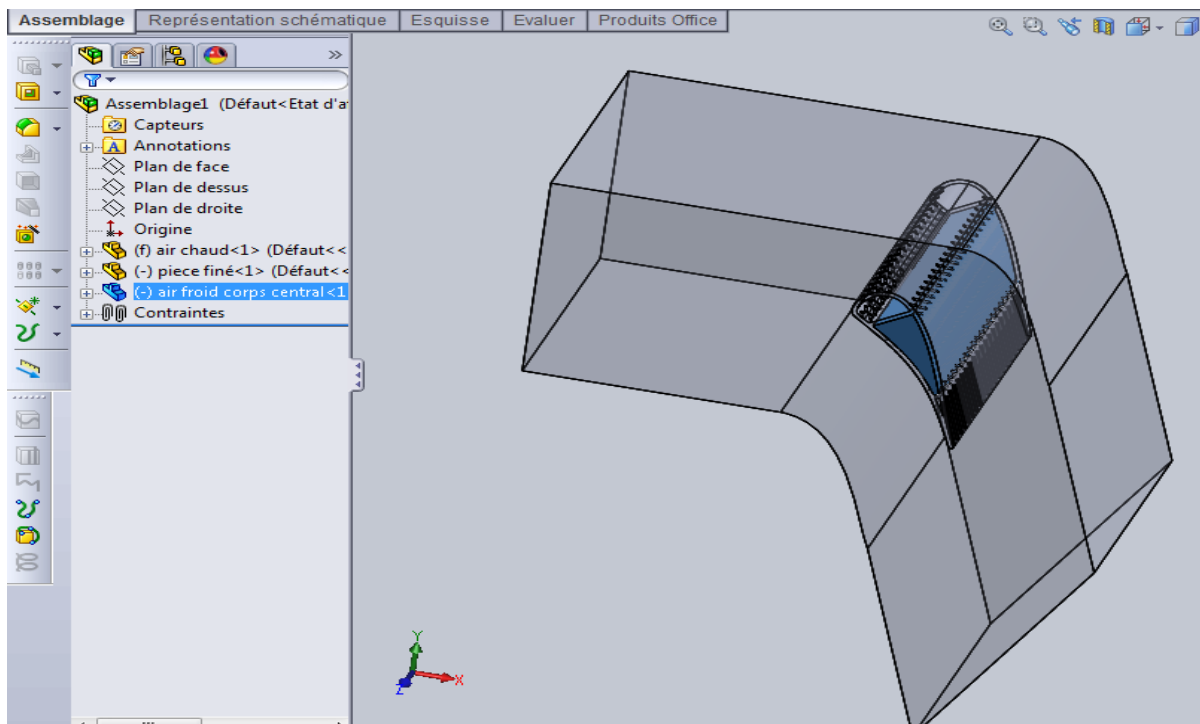 Assemblage Représentation schématique Esquisse Evaluer Produits Office
Assemblage1 (Défaut<Etat d'a
Capteurs
A Annotations
Plan de face
Plan de dessus
Plan de droite
Origine
(f) air chaud<1> (Défaut<<
(-) piece finé<1> (Défaut<
(-) air froid corps central<1
Contraintes
Y
X
Z